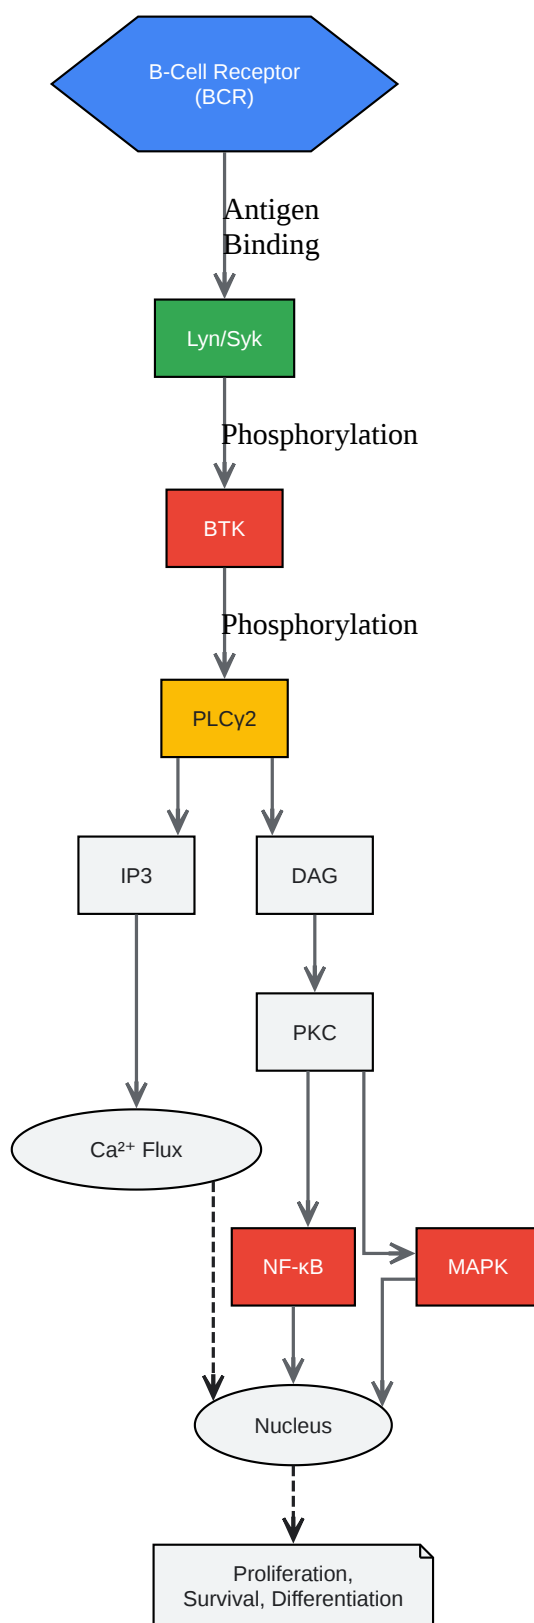 B-Cell Receptor
(BCR)
Antigen
Binding
Lyn/Syk
Phosphorylation
BTK
Phosphorylation
PLCγ2
IP3
DAG
PKC
Ca²⁺ Flux
NF-κB
MAPK
Nucleus
Proliferation,
Survival, Differentiation